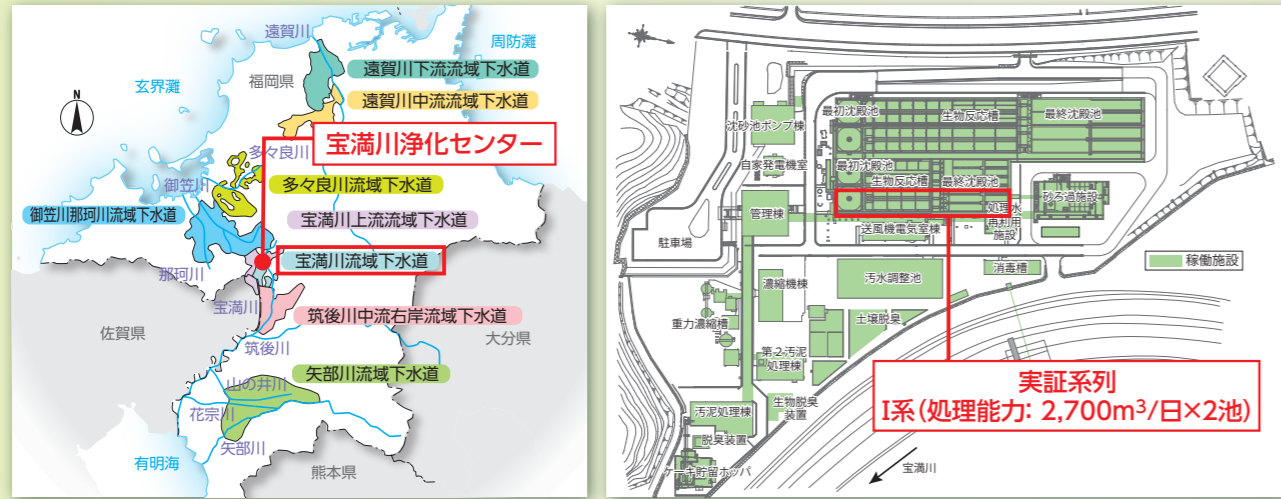 遠賀川
周防灘
玄界灘
福岡県
遠賀川下流流域下水道
N
遠賀川中流流域下水道
宝満川浄化センター
多々良川
御笠川
多々良川流域下水道
御笠川那珂川流域下水道
宝満川上流流域下水道
宝満川流域下水道
那珂川
宝満川
筑後川中流右岸流域下水道
佐賀県
大分県
筑後川
矢部川流域下水道
山の井川
花宗川
矢部川
有明海
熊本県
最初沈殿池
生物反応槽
最終沈殿池
沈砂池ポンプ棟
自家発電機室
最初沈殿池
生物反応槽
最終沈殿池
砂ろ過施設
管理棟
処理水
再利用
施設
送風機電気室棟
駐車場
消毒槽
稼働施設
濃縮機棟
汚水調整池
重力濃縮槽
土壌脱臭
第2汚泥
処理棟
実証系列
I系(処理能力: 2,700m³/日×2池)
生物脱臭
装置
汚泥処理棟
脱臭装置
ケーキ貯留ホッパ
宝満川